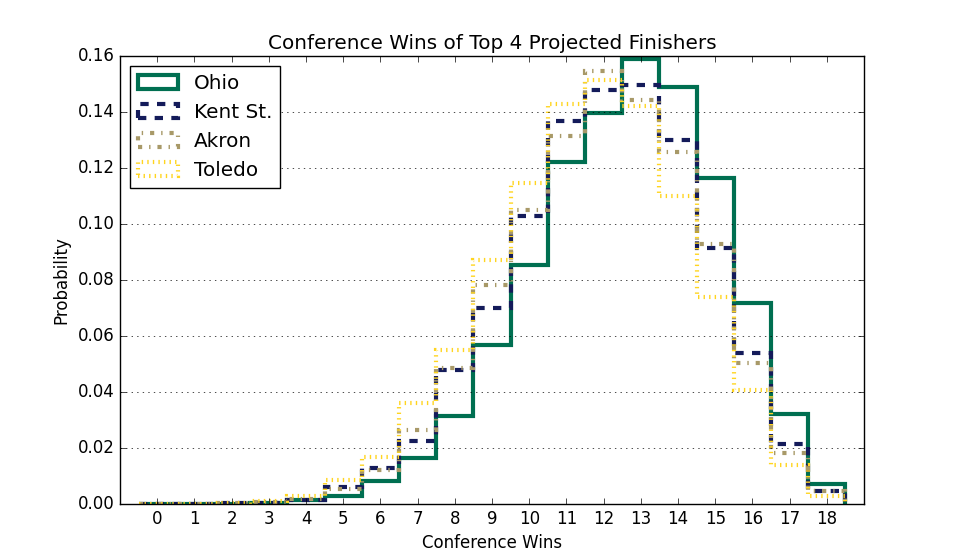 Conference Wins of Top 4 Projected Finishers
0.16
0.14
0.12
0.10
0.08
0.06
0.04
0.02
0.00
Probability
Ohio
Kent St.
Akron
Toledo
0 1 2 3 4 5 6 7 8 9 10 11 12 13 14 15 16 17 18
Conference Wins